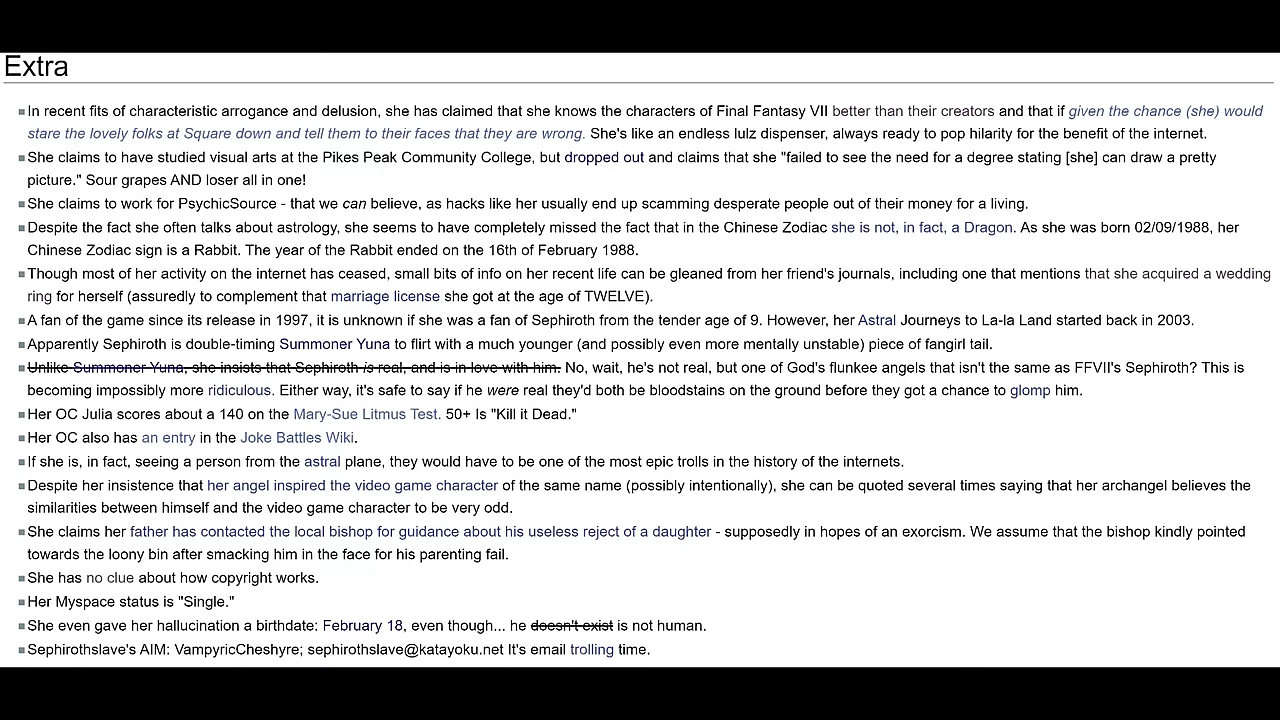 Extra
In recent fits of characteristic arrogance and delusion, she has claimed that she knows the characters of Final Fantasy VII better than their creators and that if given the chance (she) would
stare the lovely folks at Square down and tell them to their faces that they are wrong. She's like an endless lulz dispenser, always ready to pop hilarity for the benefit of the internet.
She claims to have studied visual arts at the Pikes Peak Community College, but dropped out and claims that she "failed to see the need for a degree stating [she] can draw a pretty
picture." Sour grapes AND loser all in one!
She claims to work for PsychicSource - that we can believe, as hacks like her usually end up scamming desperate people out of their money for a living.
Despite the fact she often talks about astrology, she seems to have completely missed the fact that in the Chinese Zodiac she is not, in fact, a Dragon. As she was born 02/09/1988, her
Chinese Zodiac sign is a Rabbit. The year of the Rabbit ended on the 16th of February 1988.
Though most of her activity on the internet has ceased, small bits of info on her recent life can be gleaned from her friend's journals, including one that mentions that she acquired a wedding
ring for herself (assuredly to complement that marriage license she got at the age of TWELVE).
A fan of the game since its release in 1997, it is unknown if she was a fan of Sephiroth from the tender age of 9. However, her Astral Journeys to La-la Land started back in 2003.
Apparently Sephiroth is double-timing Summoner Yuna to flirt with a much younger (and possibly even more mentally unstable) piece of fangirl tail.
Unlike Summoner Yuna, she insists that Sephiroth is real, and is in love with him. No, wait, he's not real, but one of God's flunkee angels that isn't the same as FFVII's Sephiroth? This is
becoming impossibly more ridiculous. Either way, it's safe to say if he were real they'd both be bloodstains on the ground before they got a chance to glomp him.
Her OC Julia scores about a 140 on the Mary-Sue Litmus Test. 50+ Is "Kill it Dead."
Her OC also has an entry in the Joke Battles Wiki.
If she is, in fact, seeing a person from the astral plane, they would have to be one of the most epic trolls in the history of the internets.
Despite her insistence that her angel inspired the video game character of the same name (possibly intentionally), she can be quoted several times saying that her archangel believes the
similarities between himself and the video game character to be very odd.
She claims her father has contacted the local bishop for guidance about his useless reject of a daughter - supposedly in hopes of an exorcism. We assume that the bishop kindly pointed
towards the loony bin after smacking him in the face for his parenting fail.
She has no clue about how copyright works.
Her Myspace status is "Single."
She even gave her hallucination a birthdate: February 18, even though... he doesn't exist is not human.
Sephirothslave's AIM: VampyricCheshyre; sephirothslave@katayoku.net It's email trolling time.